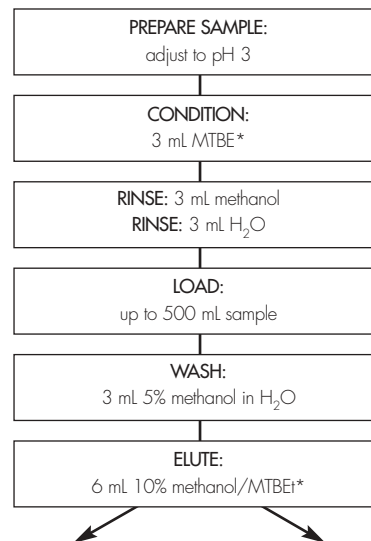 PREPARE SAMPLE:
adjust to pH 3
CONDITION:
3 mL MTBE*
RINSE: 3 mL methanol
RINSE: 3 mL H₂O
LOAD:
up to 500 mL sample
WASH:
3 mL 5% methanol in H₂O
ELUTE:
6 mL 10% methanol/MTBEt*